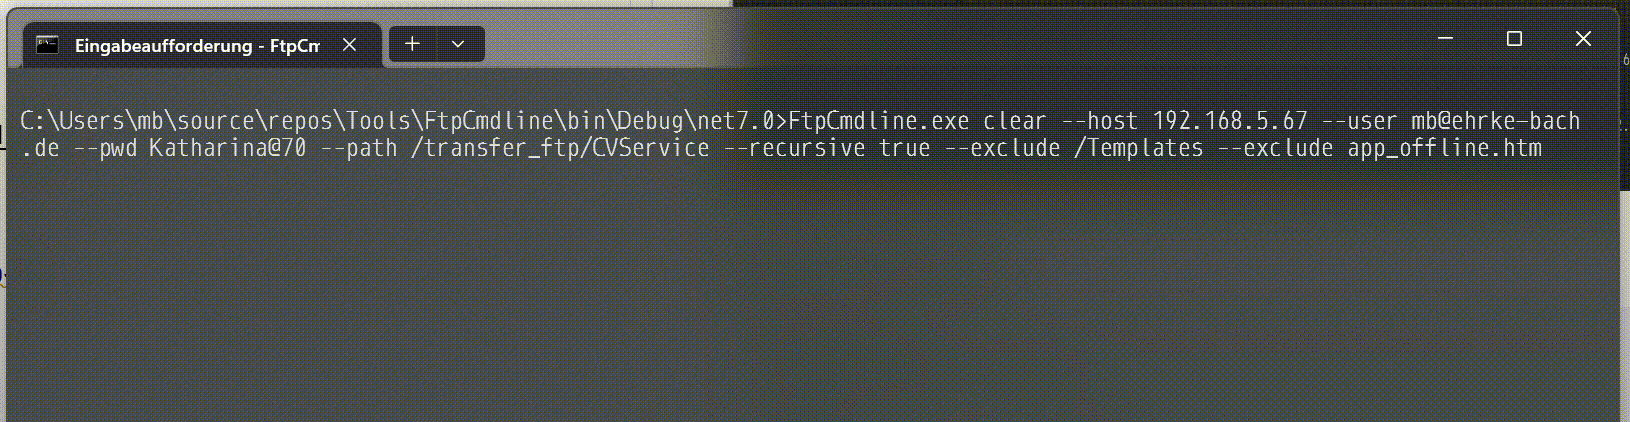 Eingabeaufforderung - FtpCm
C:\Users\mb\source\repos\Tools\FtpCmdline\bin\Debug\net7.0>FtpCmdline.exe clear --host 192.168.5.67 --user mb@ehrke-bach
.de --pwd Katharina@70 --path /transfer_ftp/CVService --recursive true --exclude /Templates --exclude app_offline.htm